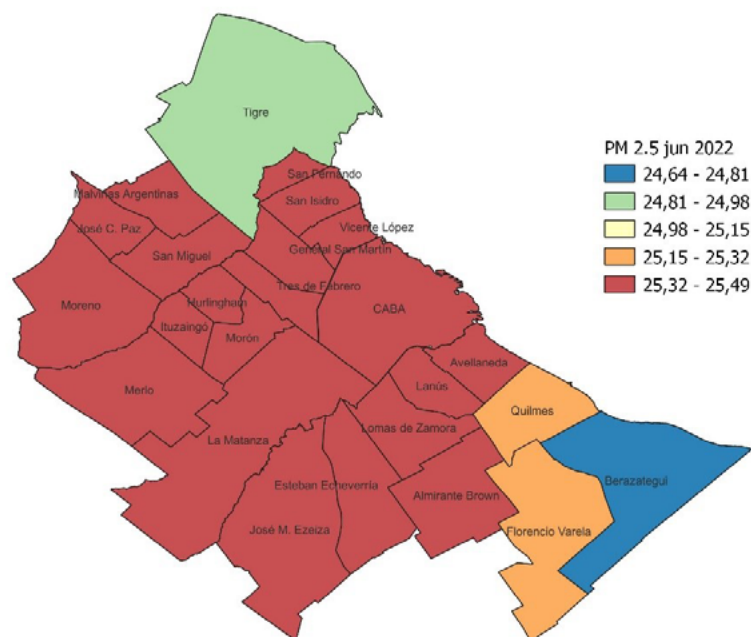 Tigre
PM 2.5 jun 2022
24,64 - 24,81
24,81 - 24,98
24,98 - 25,15
25,15 - 25,32
25,32 - 25,49
San Fernando
Malvinas Argentinas
San Isidro
José C. Paz
Vicente López
General San Martín
San Miguel
Tres de Febrero
Hurlingham
Moreno
CABA
Ituzaingó
Morón
Avellaneda
Merlo
Lanús
Quilmes
Lomas de Zamora
La Matanza
Esteban Echeverría
Berazategui
Almirante Brown
José M. Ezeiza
Florencio Varela